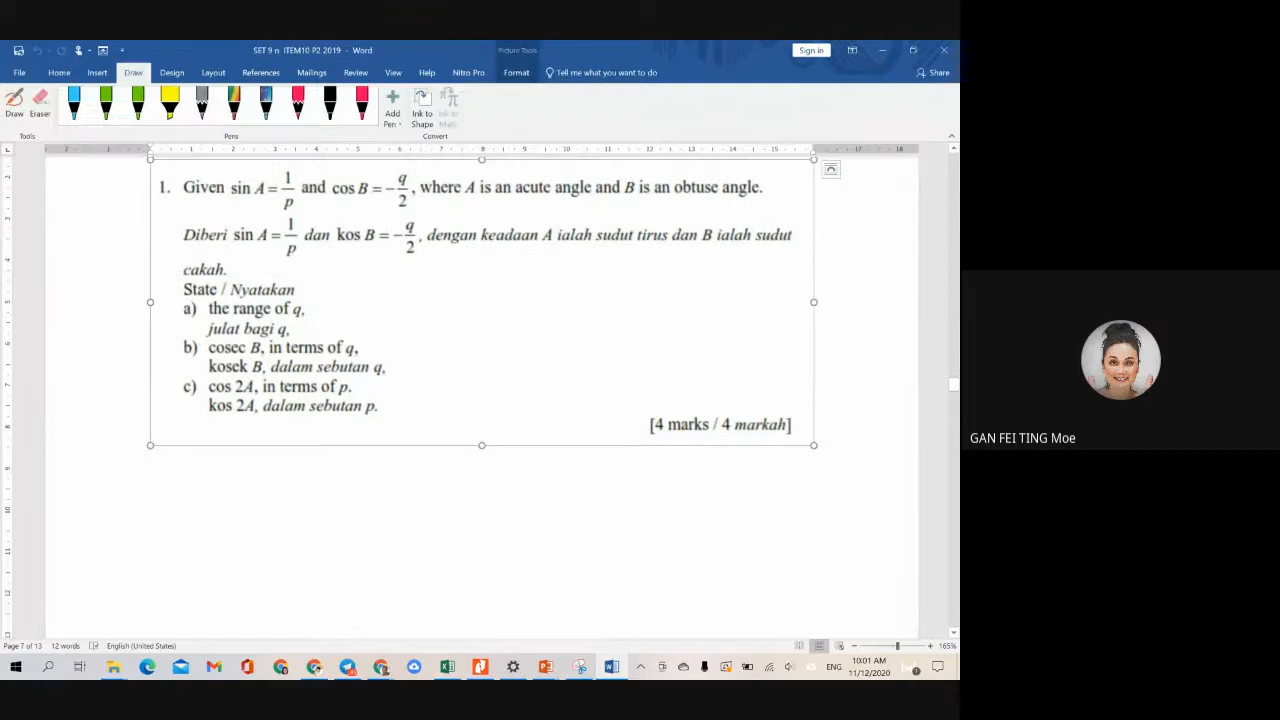 SET 9 n ITEM10 P2 2019 - Word
Picture Tools
Sign in
File Home Insert Draw Design Layout References Mailings Review View Help Nitro Pro Format Tell me what you want to do Share
Draw Eraser
Add Pen
Ink to Shape
Ink to Math
Tools Pens Convert
1. Given sin A = 1/p and cos B = −q/2, where A is an acute angle and B is an obtuse angle.
Diberi sin A = 1/p dan kos B = −q/2, dengan keadaan A ialah sudut tirus dan B ialah sudut
cakah.
State / Nyatakan
a) the range of q,
julat bagi q,
b) cosec B, in terms of q,
kosek B, dalam sebutan q,
c) cos 2A, in terms of p.
kos 2A, dalam sebutan p.
[4 marks / 4 markah]
GAN FEI TING Moe
Page 7 of 13 12 words English (United States) 165%
ENG
10:01 AM
11/12/2020